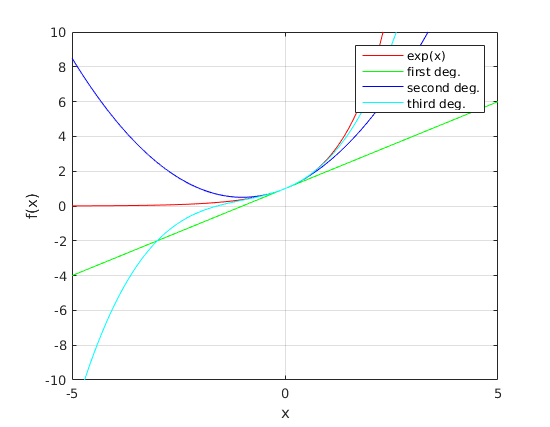 10
8
6
4
2
0
-2
-4
-6
-8
-10
f(x)
exp(x)
first deg.
second deg.
third deg.
-5
0
5
x